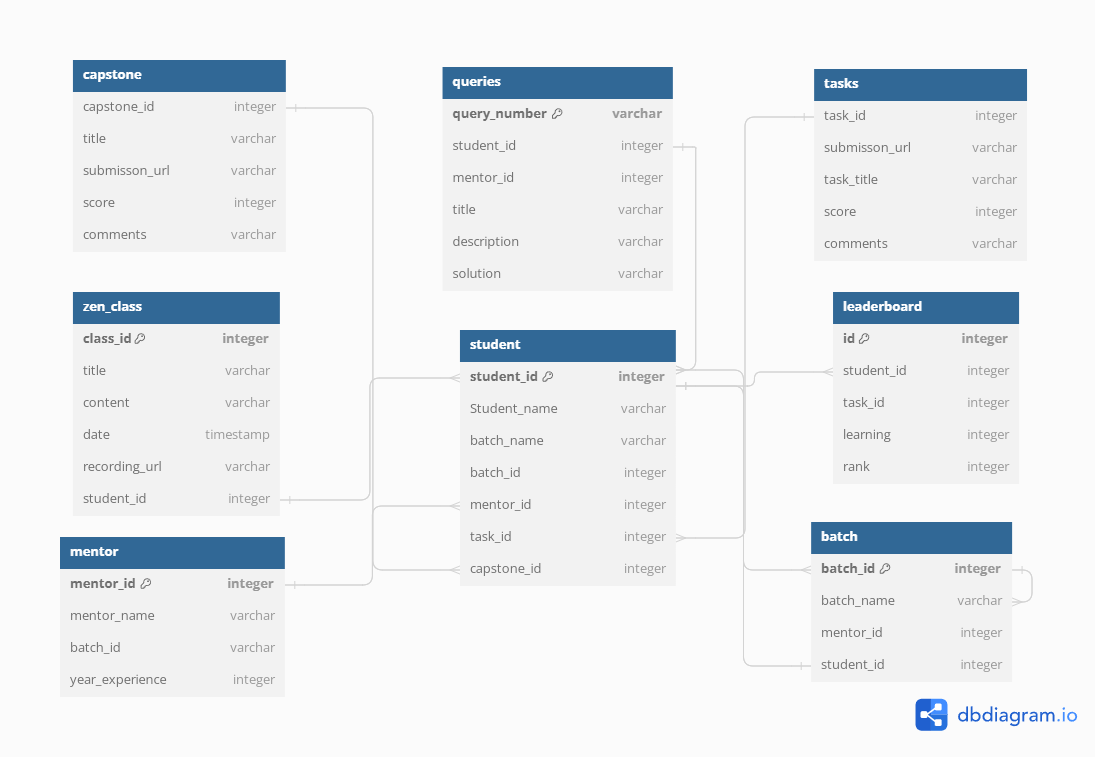 capstone
capstone_id integer
title varchar
submisson_url varchar
score integer
comments varchar
queries
query_number varchar
student_id integer
mentor_id integer
title varchar
description varchar
solution varchar
tasks
task_id integer
submisson_url varchar
task_title varchar
score integer
comments varchar
zen_class
class_id integer
title varchar
content varchar
date timestamp
recording_url varchar
student_id integer
student
student_id integer
Student_name varchar
batch_name varchar
batch_id integer
mentor_id integer
task_id integer
capstone_id integer
leaderboard
id integer
student_id integer
task_id integer
learning integer
rank integer
mentor
mentor_id integer
mentor_name varchar
batch_id varchar
year_experience integer
batch
batch_id integer
batch_name varchar
mentor_id integer
student_id integer
dbdiagram.io